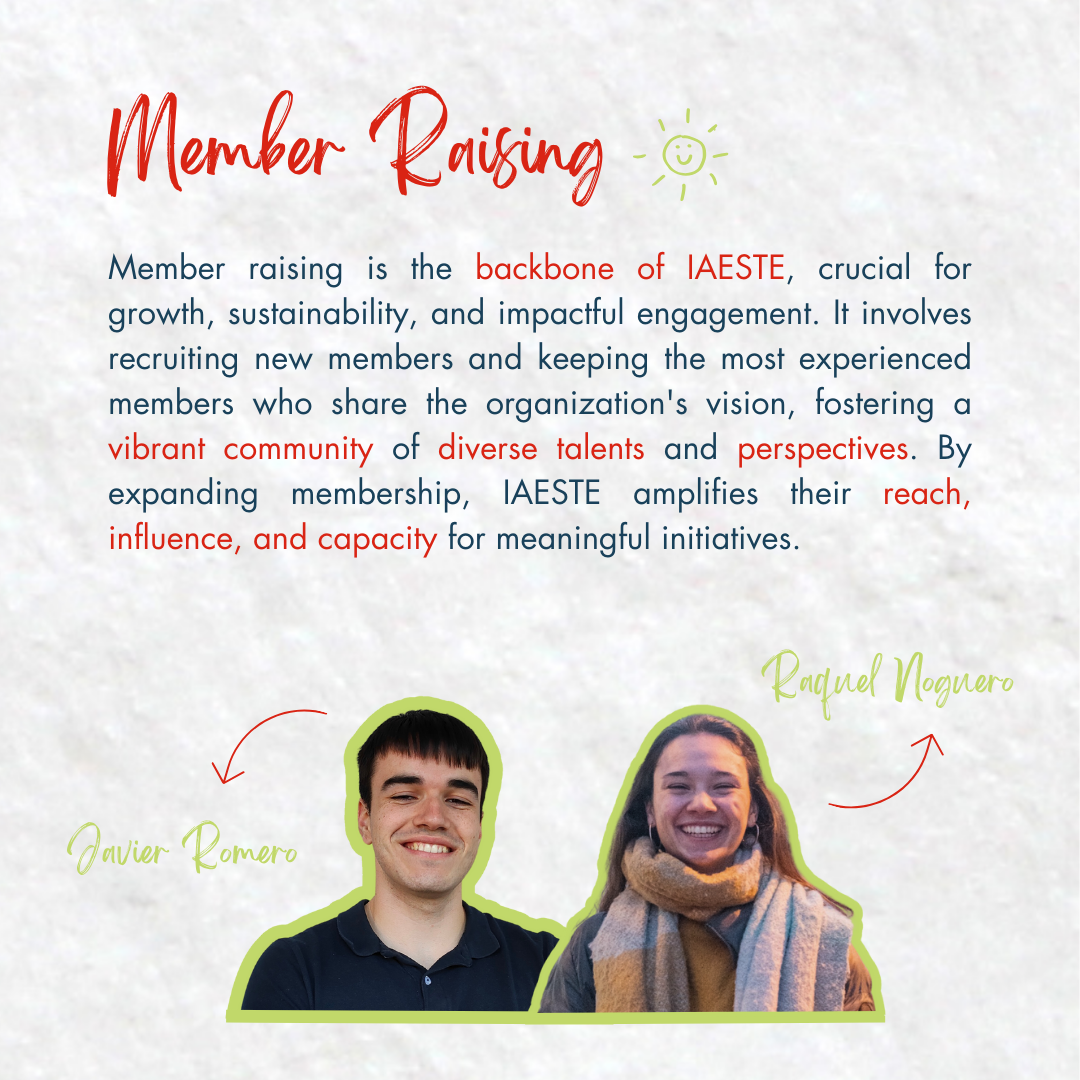 Member Raising
Member raising is the backbone of IAESTE, crucial for
growth, sustainability, and impactful engagement. It involves
recruiting new members and keeping the most experienced
members who share the organization's vision, fostering a
vibrant community of diverse talents and perspectives. By
expanding membership, IAESTE amplifies their reach,
influence, and capacity for meaningful initiatives.
Raquel Noguero
Javier Romero